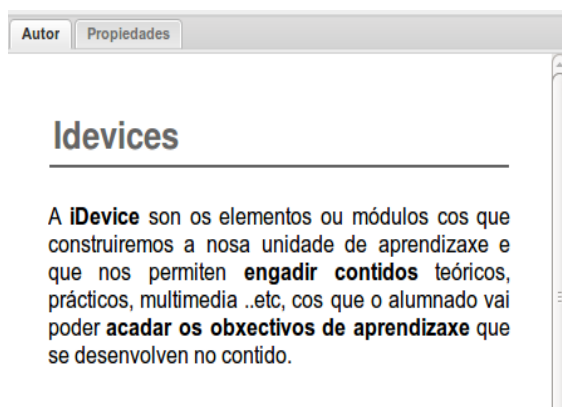 Autor Propiedades
Idevices
A iDevice son os elementos ou módulos cos que
construiremos a nosa unidade de aprendizaxe e
que nos permiten engadir contidos teóricos,
prácticos, multimedia ..etc, cos que o alumnado vai
poder acadar os obxectivos de aprendizaxe que
se desenvolven no contido.